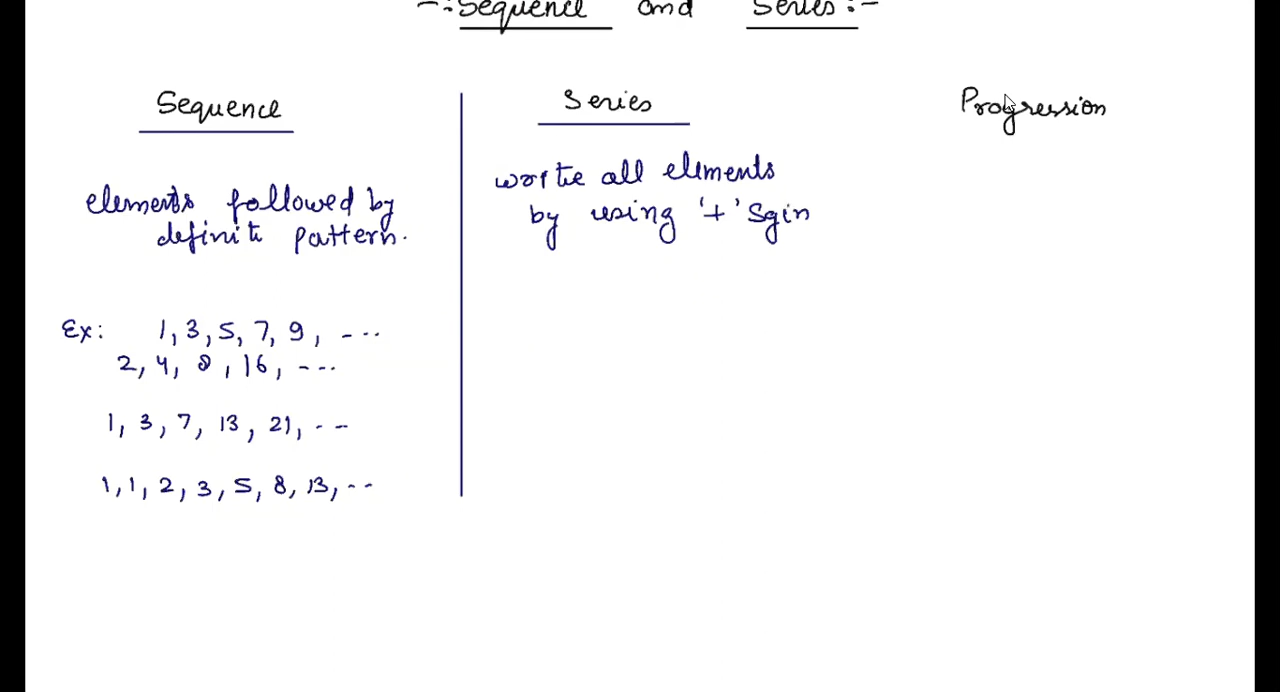 -:Sequence and Series:-
Sequence
elements followed by
definite pattern.
Ex: 1, 3, 5, 7, 9, ---
2, 4, 8, 16, ---
1, 3, 7, 13, 21, --
1, 1, 2, 3, 5, 8, 13, --
Series
write all elements
by using '+' Sgin
Progression